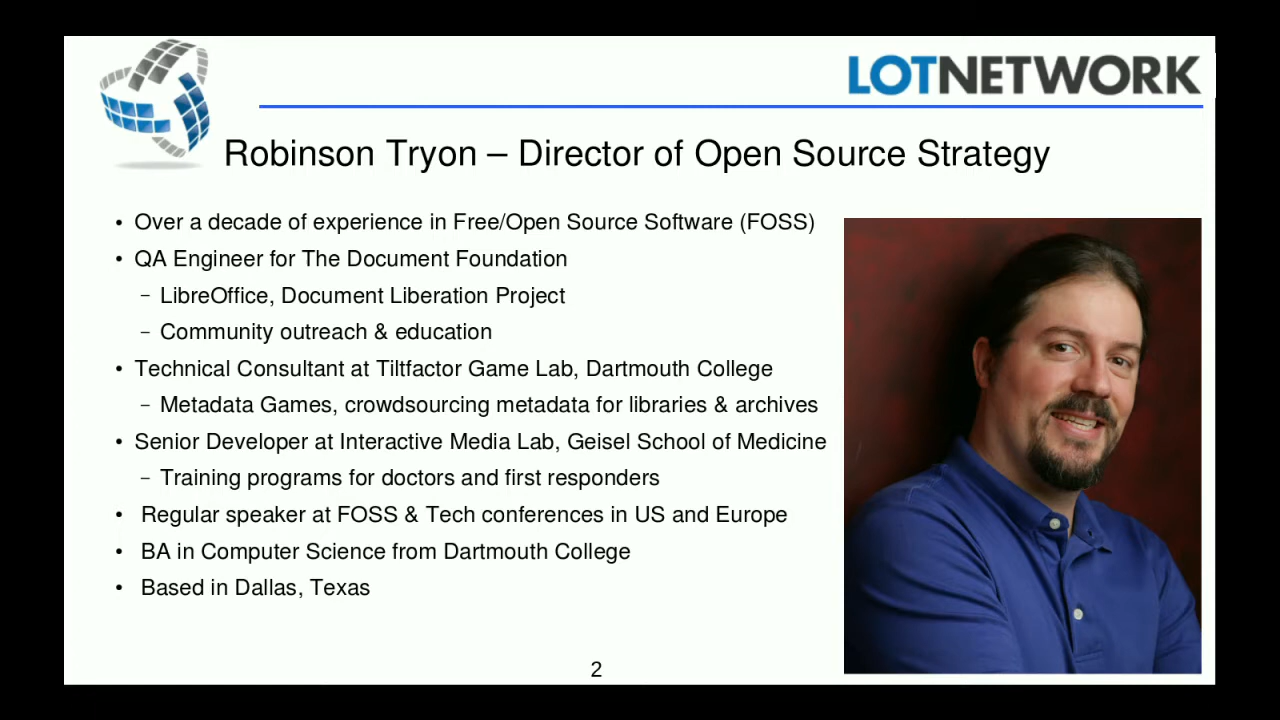 LOTNETWORK
Robinson Tryon – Director of Open Source Strategy
• Over a decade of experience in Free/Open Source Software (FOSS)
• QA Engineer for The Document Foundation
– LibreOffice, Document Liberation Project
– Community outreach & education
• Technical Consultant at Tiltfactor Game Lab, Dartmouth College
– Metadata Games, crowdsourcing metadata for libraries & archives
• Senior Developer at Interactive Media Lab, Geisel School of Medicine
– Training programs for doctors and first responders
• Regular speaker at FOSS & Tech conferences in US and Europe
• BA in Computer Science from Dartmouth College
• Based in Dallas, Texas
2